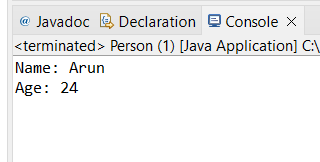 @ Javadoc Declaration Console
<terminated> Person (1) [Java Application] C:\
Name: Arun
Age: 24